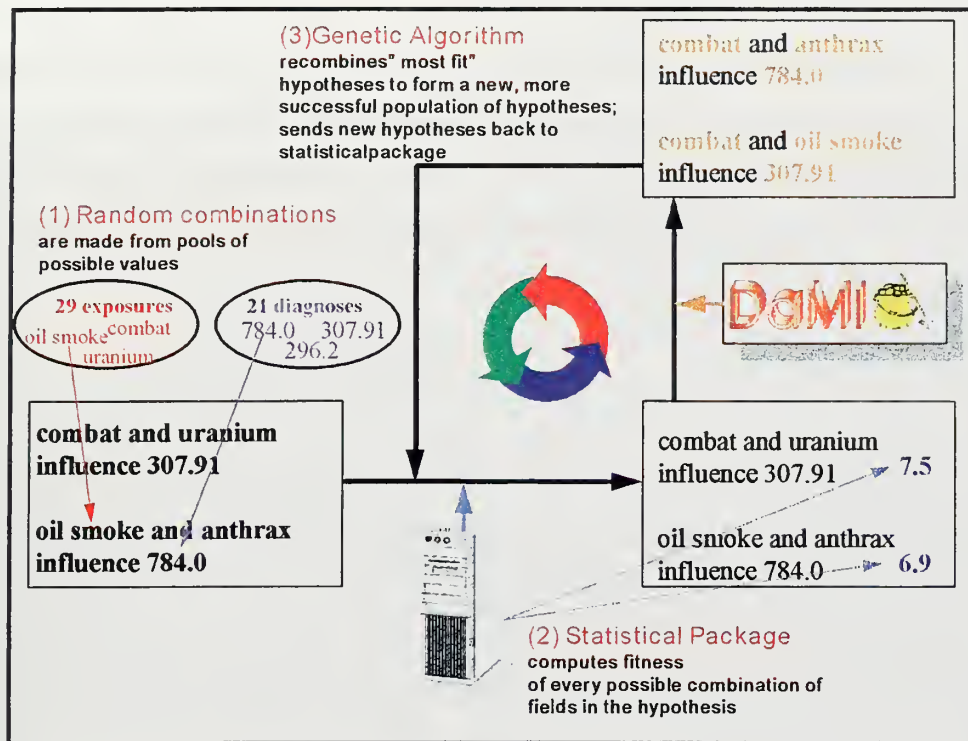 (3)Genetic Algorithm
recombines" most fit"
hypotheses to form a new, more
successful population of hypotheses;
sends new hypotheses back to
statisticalpackage
combat and anthrax
influence 784.0
combat and oil smoke
influence 307.91
(1) Random combinations
are made from pools of
possible values
29 exposures
oil smoke combat
uranium
21 diagnoses
784.0 307.91
296.2
DaMI
combat and uranium
influence 307.91
oil smoke and anthrax
influence 784.0
combat and uranium
influence 307.91 7.5
oil smoke and anthrax
influence 784.0 6.9
(2) Statistical Package
computes fitness
of every possible combination of
fields in the hypothesis